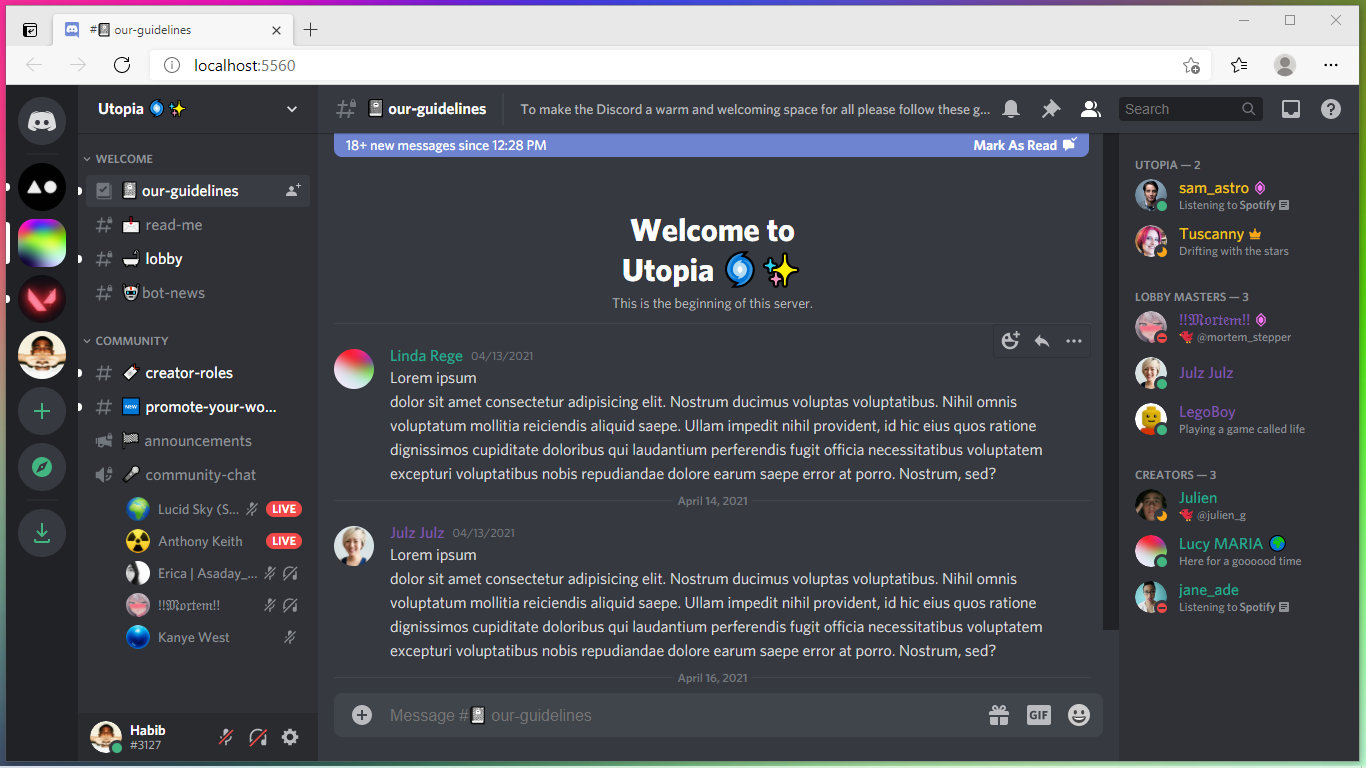 #📓 our-guidelines
localhost:5560
Utopia 🌀 ✨
📓 our-guidelines
To make the Discord a warm and welcoming space for all please follow these g...
Search
18+ new messages since 12:28 PM
Mark As Read
WELCOME
📓 our-guidelines
📩 read-me
🛁 lobby
🤖 bot-news
COMMUNITY
creator-roles
🆕 promote-your-wo...
🏁 announcements
🎤 community-chat
Lucid Sky (S...
LIVE
Anthony Keith
LIVE
Erica | Asaday_...
!!𝕸𝖔𝖗𝖙𝖊𝖒!!
Kanye West
Habib
#3127
Welcome to
Utopia 🌀 ✨
This is the beginning of this server.
Linda Rege 04/13/2021
Lorem ipsum
dolor sit amet consectetur adipisicing elit. Nostrum ducimus voluptas voluptatibus. Nihil omnis
voluptatum mollitia reiciendis aliquid saepe. Ullam impedit nihil provident, id hic eius quos ratione
dignissimos cupiditate doloribus qui laudantium perferendis fugit officia necessitatibus voluptatem
excepturi voluptatibus nobis repudiandae dolore earum saepe error at porro. Nostrum, sed?
April 14, 2021
Julz Julz 04/13/2021
Lorem ipsum
dolor sit amet consectetur adipisicing elit. Nostrum ducimus voluptas voluptatibus. Nihil omnis
voluptatum mollitia reiciendis aliquid saepe. Ullam impedit nihil provident, id hic eius quos ratione
dignissimos cupiditate doloribus qui laudantium perferendis fugit officia necessitatibus voluptatem
excepturi voluptatibus nobis repudiandae dolore earum saepe error at porro. Nostrum, sed?
April 16, 2021
Message #📓 our-guidelines
GIF
UTOPIA — 2
sam_astro
Listening to Spotify
Tuscanny
Drifting with the stars
LOBBY MASTERS — 3
!!𝕸𝖔𝖗𝖙𝖊𝖒!!
@mortem_stepper
Julz Julz
LegoBoy
Playing a game called life
CREATORS — 3
Julien
@julien_g
Lucy MARIA 🌍
Here for a goooood time
jane_ade
Listening to Spotify